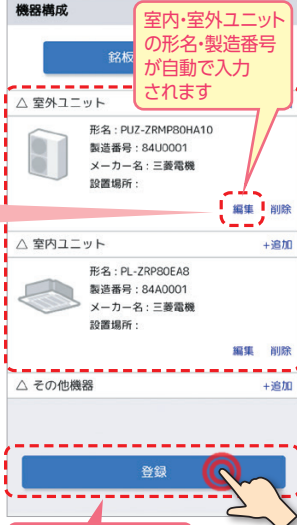 機器構成
室内・室外ユニット
の形名・製造番号
が自動で入力
されます
銘板
△ 室外ユニット
形名：PUZ-ZRMP80HA10
製造番号：84U0001
メーカー名：三菱電機
設置場所：
編集 削除
△ 室内ユニット +追加
形名：PL-ZRP80EA8
製造番号：84A0001
メーカー名：三菱電機
設置場所：
編集 削除
△ その他機器 +追加
登録